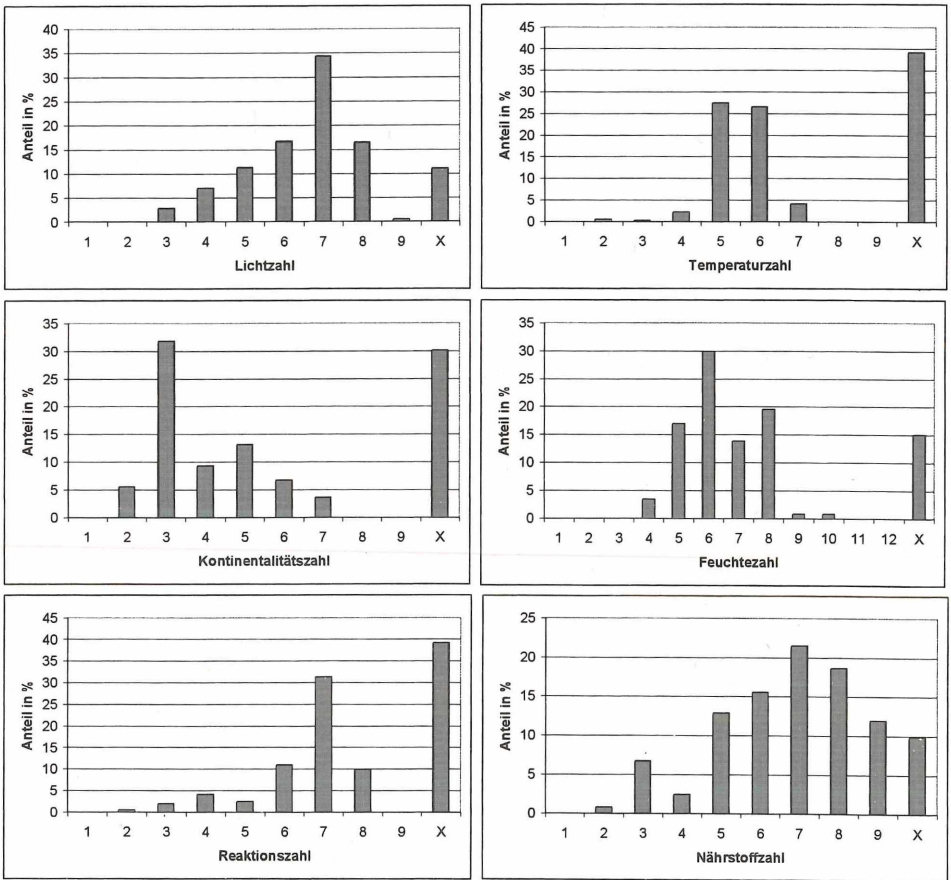 40
35
30
25
20
15
10
5
0
Anteil in %
1 2 3 4 5 6 7 8 9 X
Lichtzahl
45
40
35
30
25
20
15
10
5
0
Anteil in %
1 2 3 4 5 6 7 8 9 X
Temperaturzahl
35
30
25
20
15
10
5
0
Anteil in %
1 2 3 4 5 6 7 8 9 X
Kontinentalitätszahl
35
30
25
20
15
10
5
0
Anteil in %
1 2 3 4 5 6 7 8 9 10 11 12 X
Feuchtezahl
45
40
35
30
25
20
15
10
5
0
Anteil in %
1 2 3 4 5 6 7 8 9 X
Reaktionszahl
25
20
15
10
5
0
Anteil in %
1 2 3 4 5 6 7 8 9 X
Nährstoffzahl